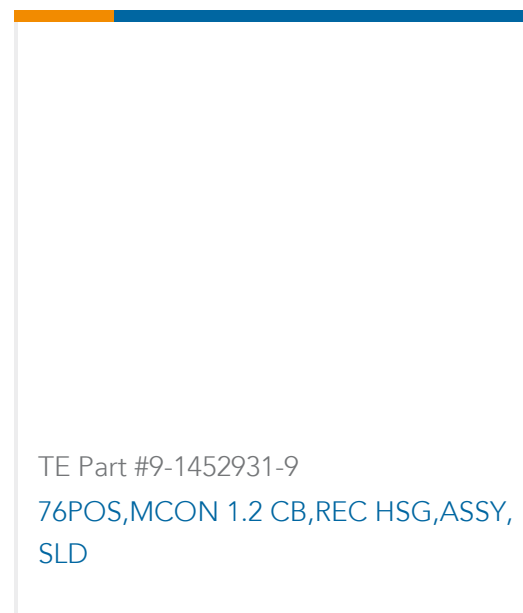 TE Part #9-1452931-9
76POS,MCON 1.2 CB,REC HSG,ASSY,
SLD